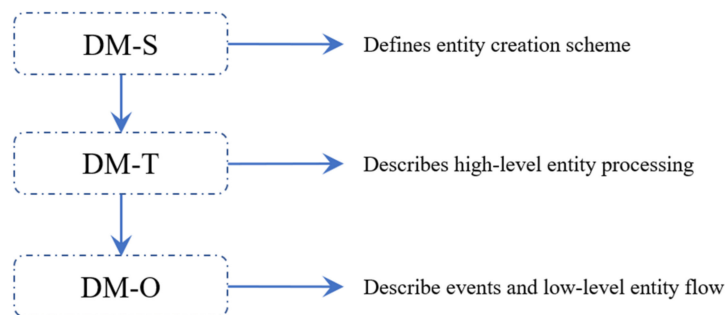 DM-S
Defines entity creation scheme
DM-T
Describes high-level entity processing
DM-O
Describe events and low-level entity flow